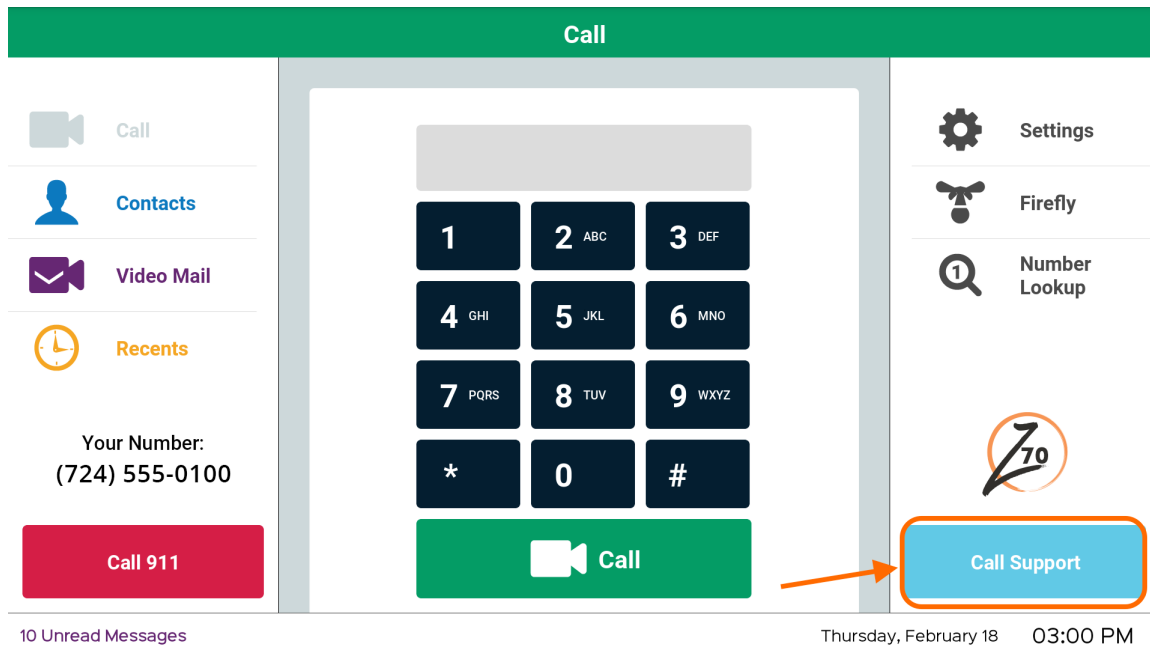 Call
Call
Contacts
Video Mail
Recents
Your Number:
(724) 555-0100
Call 911
1
2 ABC
3 DEF
4 GHI
5 JKL
6 MNO
7 PQRS
8 TUV
9 WXYZ
*
0
#
Call
Settings
Firefly
1
Number
Lookup
Z70
Call Support
10 Unread Messages
Thursday, February 18
03:00 PM